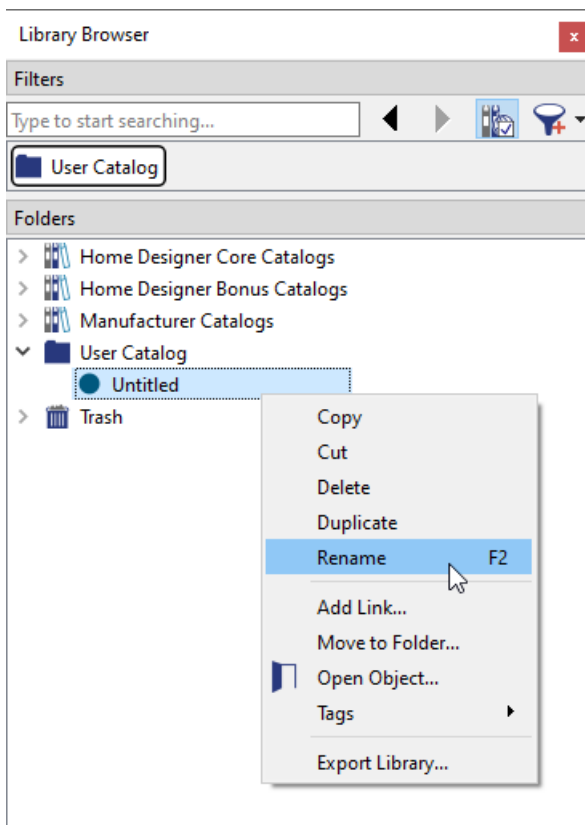 Library Browser
x
Filters
Type to start searching...
User Catalog
Folders
Home Designer Core Catalogs
Home Designer Bonus Catalogs
Manufacturer Catalogs
User Catalog
Untitled
Trash
Copy
Cut
Delete
Duplicate
Rename F2
Add Link...
Move to Folder...
Open Object...
Tags
Export Library...